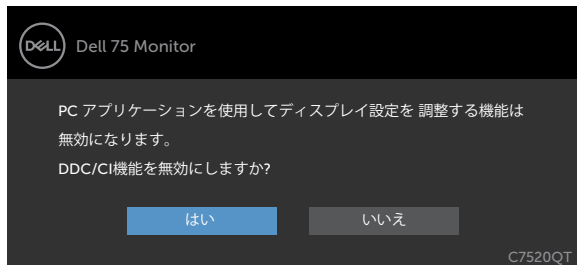 DELL
Dell 75 Monitor
PC アプリケーションを使用してディスプレイ設定を 調整する機能は
無効になります。
DDC/CI機能を無効にしますか?
はい
いいえ
C7520QT